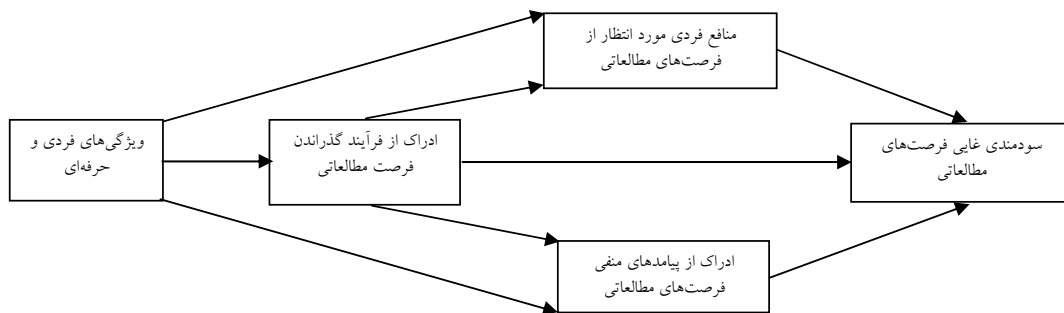 منافع فردی مورد انتظار از
فرصت‌های مطالعاتی
ویژگی‌های فردی و
حرفه‌ای
ادراک از فرآیند گذراندن
فرصت مطالعاتی
سودمندی غایی فرصت‌های
مطالعاتی
ادراک از پیامدهای منفی
فرصت‌های مطالعاتی